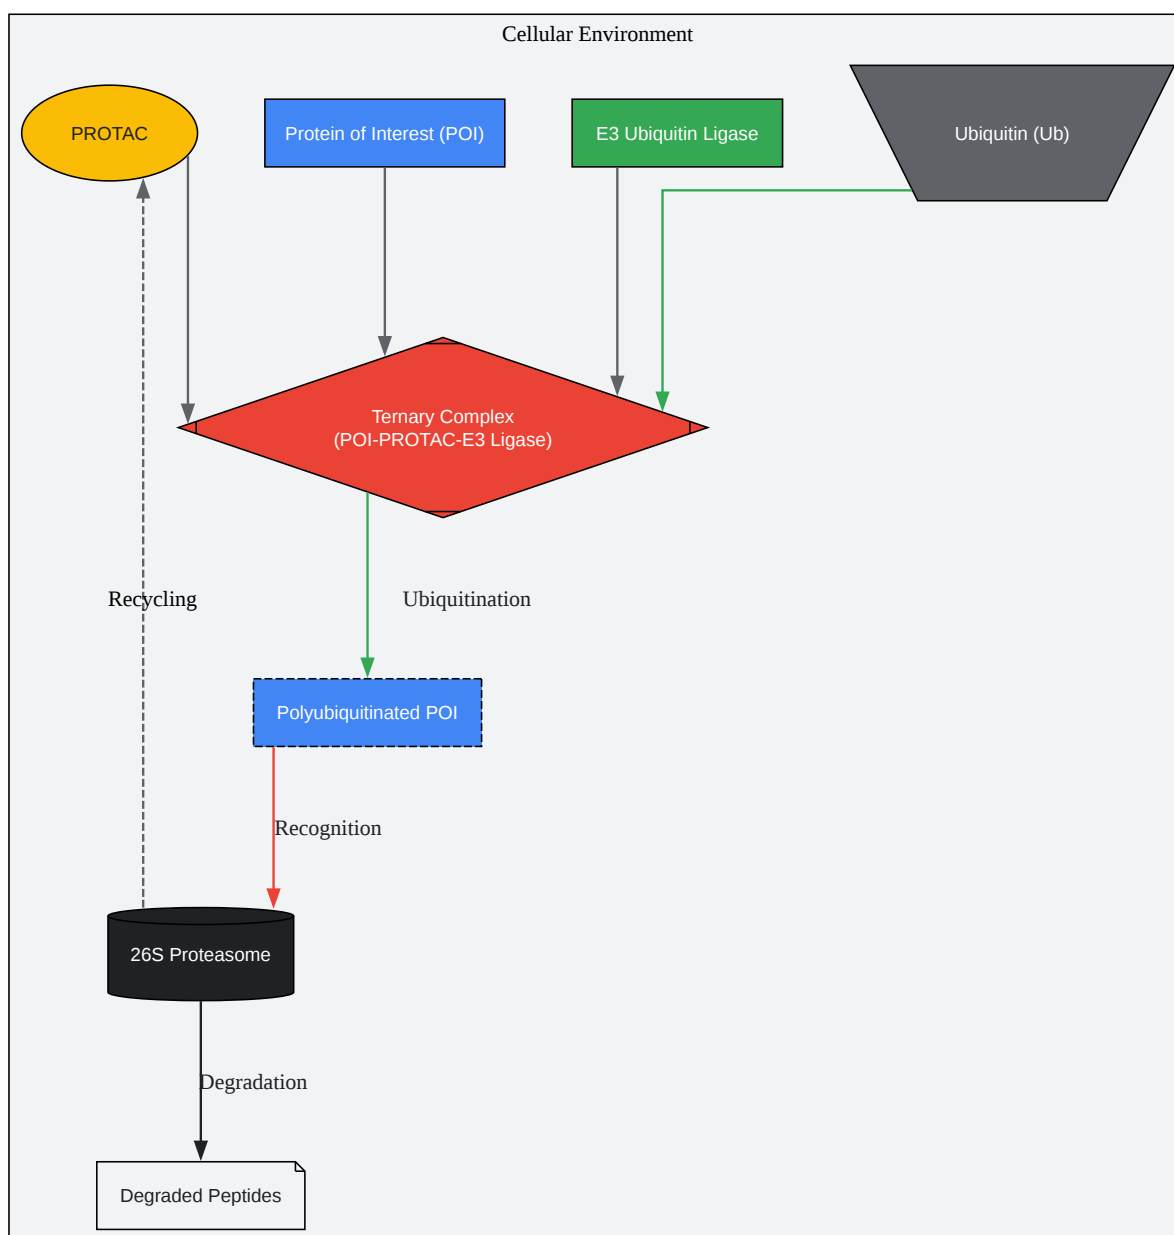 Cellular Environment
PROTAC
Protein of Interest (POI)
E3 Ubiquitin Ligase
Ubiquitin (Ub)
Ternary Complex
(POI-PROTAC-E3 Ligase)
Recycling
Ubiquitination
Polyubiquitinated POI
Recognition
26S Proteasome
Degradation
Degraded Peptides